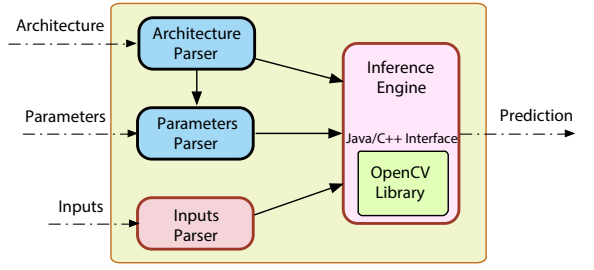 Architecture
Architecture
Parser
Parameters
Parameters
Parser
Inputs
Inputs
Parser
Inference
Engine
Java/C++ Interface
OpenCV
Library
Prediction